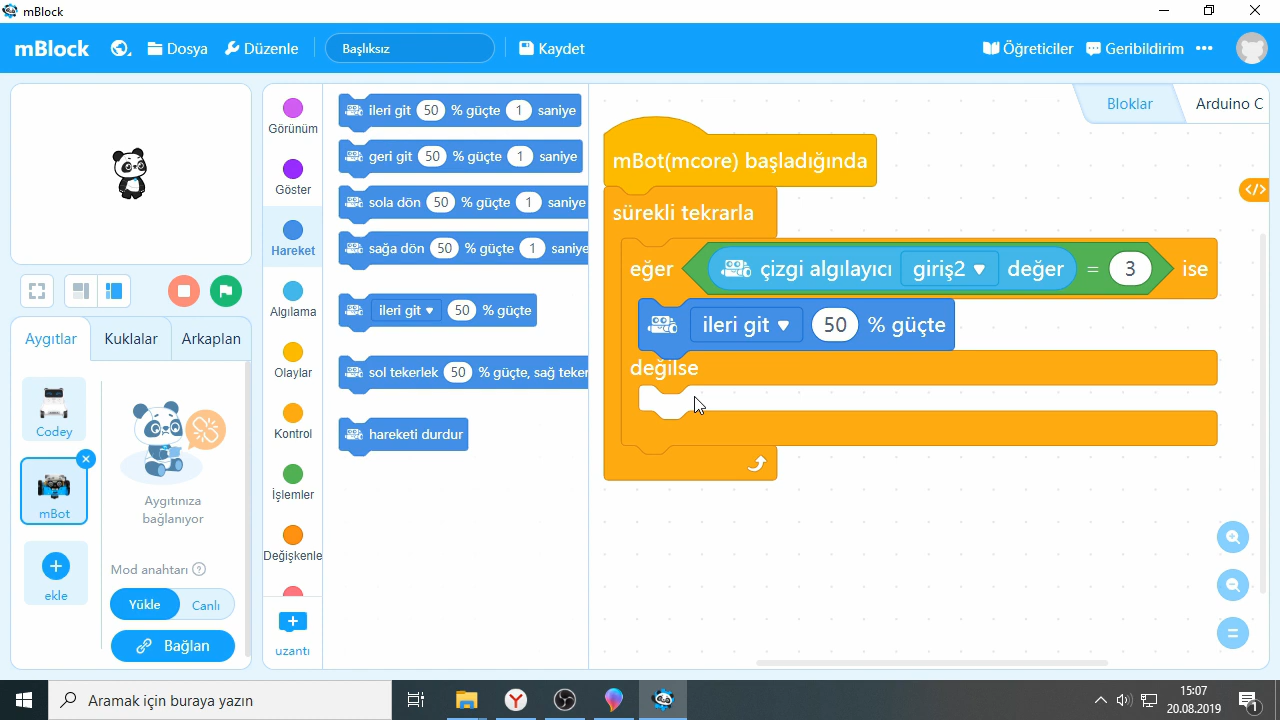 mBlock
mBlock
Dosya
Düzenle
Başlıksız
Kaydet
Öğreticiler
Geribildirim
Görünüm
Göster
Hareket
Algılama
Olaylar
Kontrol
İşlemler
Değişkenle
uzantı
ileri git 50 % güçte 1 saniye
geri git 50 % güçte 1 saniye
sola dön 50 % güçte 1 saniye
sağa dön 50 % güçte 1 saniye
ileri git 50 % güçte
sol tekerlek 50 % güçte, sağ teker
hareketi durdur
Bloklar
Arduino C
mBot(mcore) başladığında
sürekli tekrarla
eğer çizgi algılayıcı giriş2 değer = 3 ise
ileri git 50 % güçte
değilse
Aygıtlar
Kuklalar
Arkaplan
Codey
mBot
ekle
Aygıtınıza
bağlanıyor
Mod anahtarı ?
Yükle
Canlı
Bağlan
Aramak için buraya yazın
15:07
20.08.2019
1